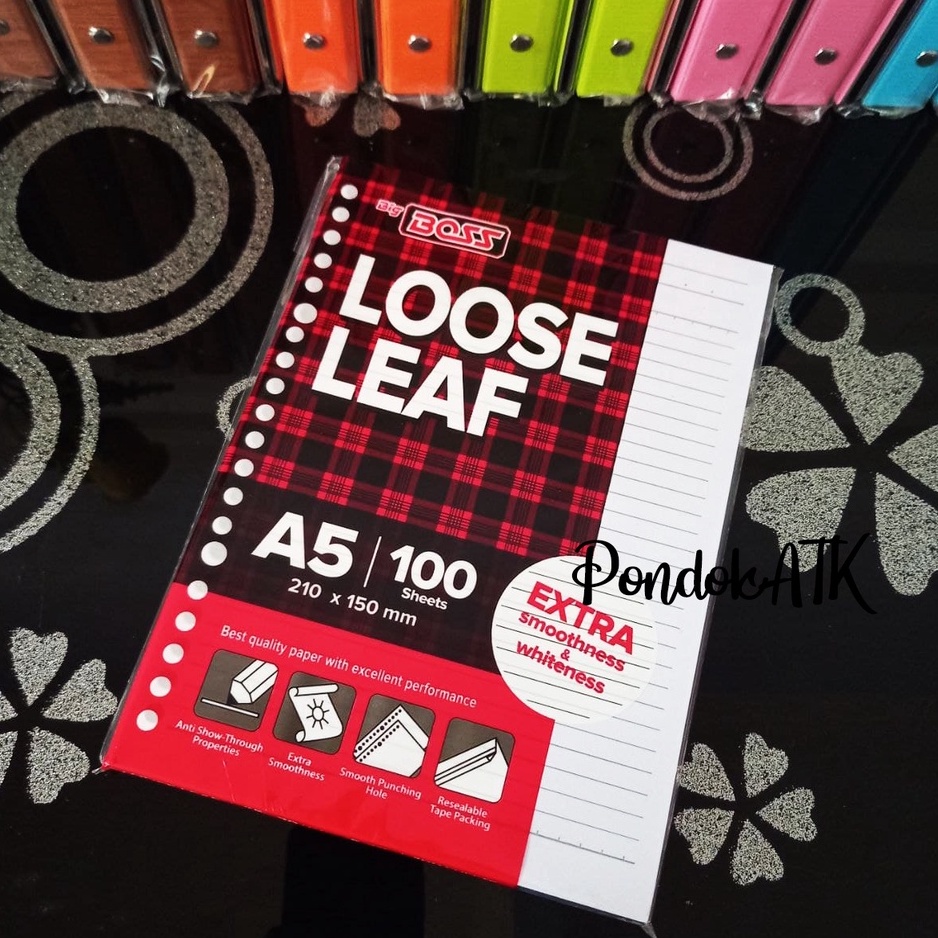 Big BOSS
LOOSE
LEAF
A5 | 100
Sheets
210 x 150 mm
PondokATK
EXTRA
smoothness
&
whiteness
Best quality paper with excellent performance
Anti Show-Through
Properties
Extra
Smoothness
Smooth Punching
Hole
Resealable
Tape Packing